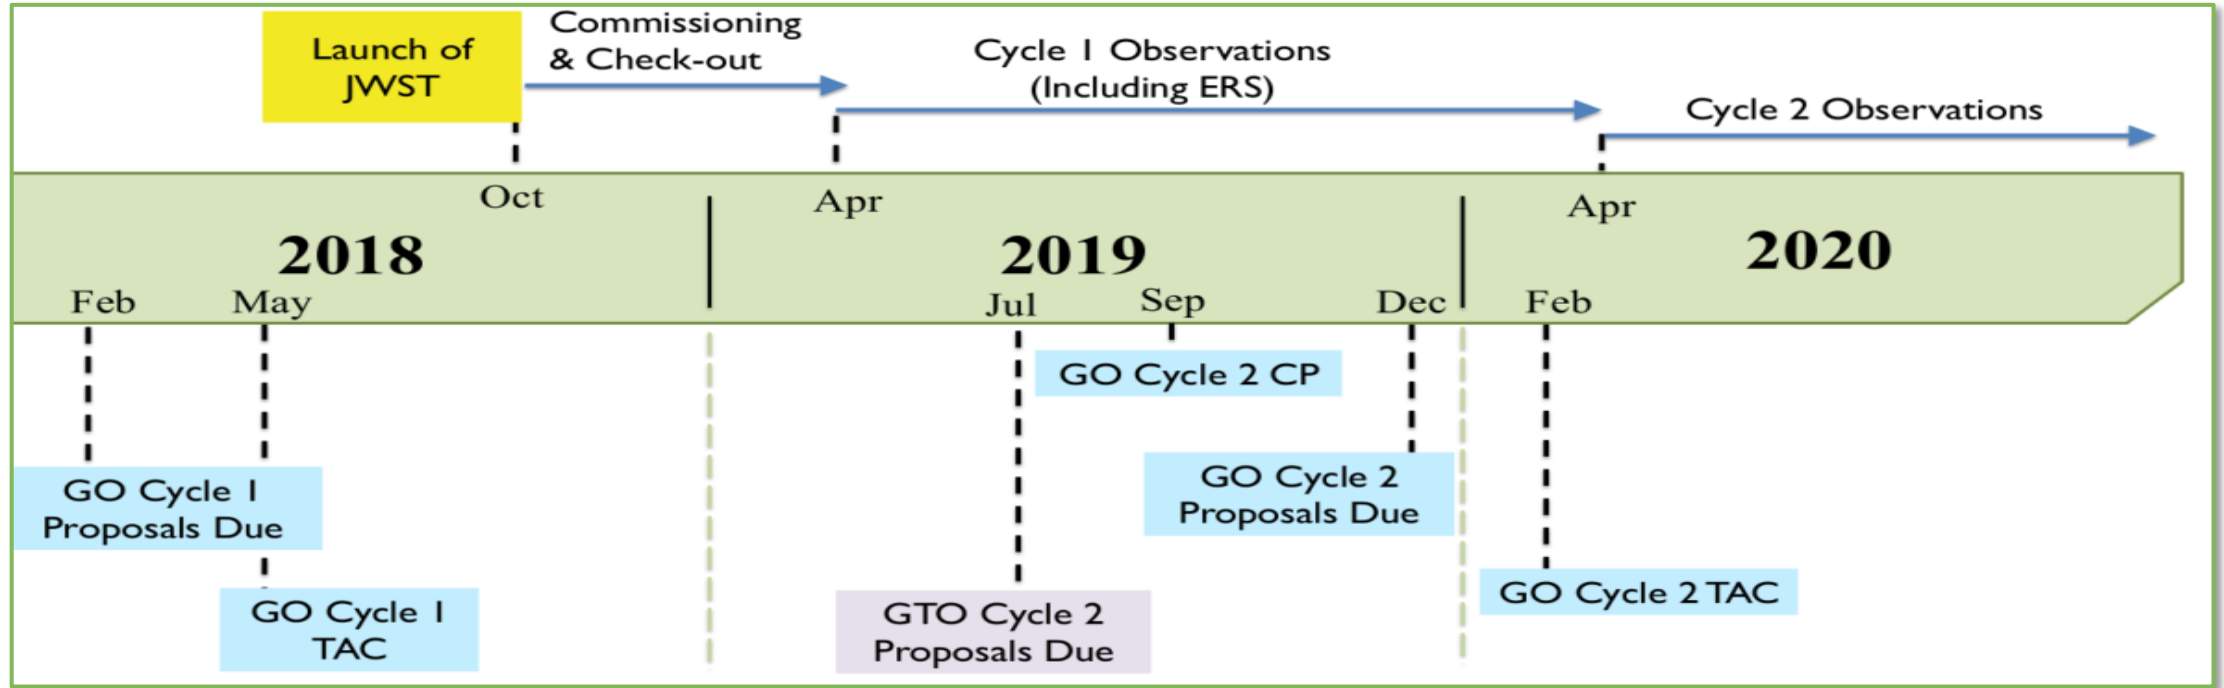 Launch of
JWST
Commissioning
& Check-out
Cycle 1 Observations
(Including ERS)
Cycle 2 Observations
Oct
Apr
Apr
2018
2019
2020
Feb
May
Jul
Sep
Dec
Feb
GO Cycle 2 CP
GO Cycle 1
Proposals Due
GO Cycle 2
Proposals Due
GO Cycle 1
TAC
GTO Cycle 2
Proposals Due
GO Cycle 2 TAC